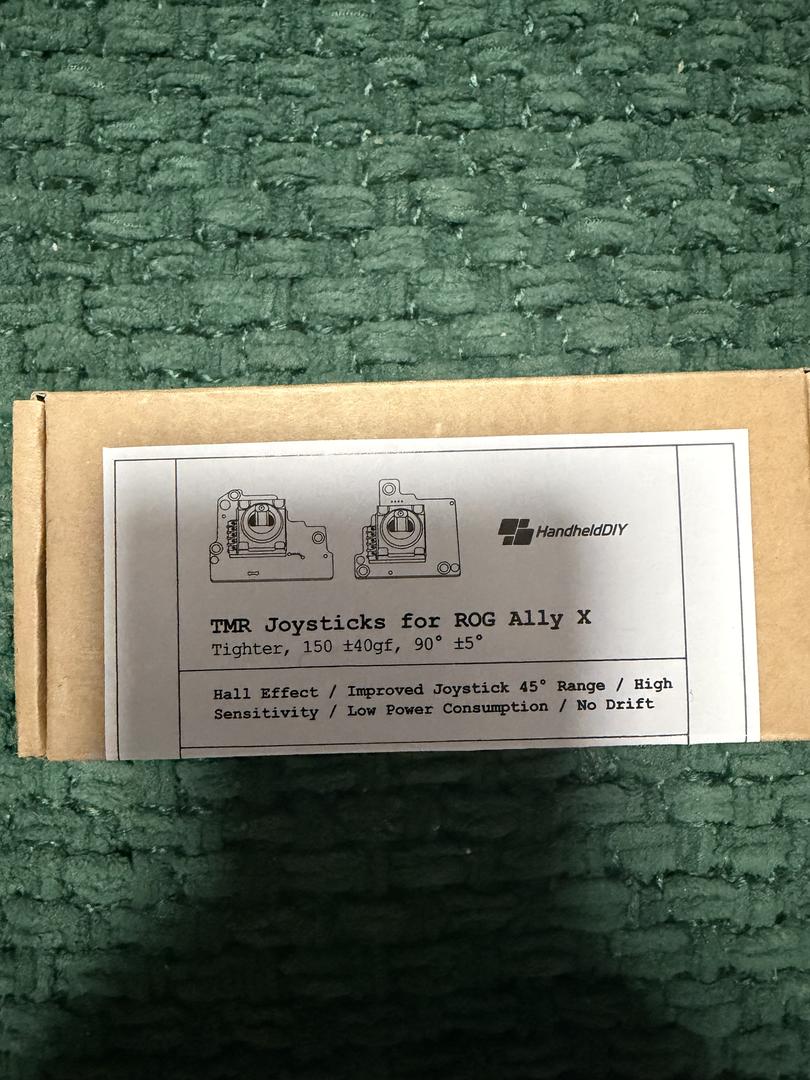 HandheldDIY
TMR Joysticks for ROG Ally X
Tighter, 150 ±40gf, 90° ±5°
Hall Effect / Improved Joystick 45° Range / High
Sensitivity / Low Power Consumption / No Drift